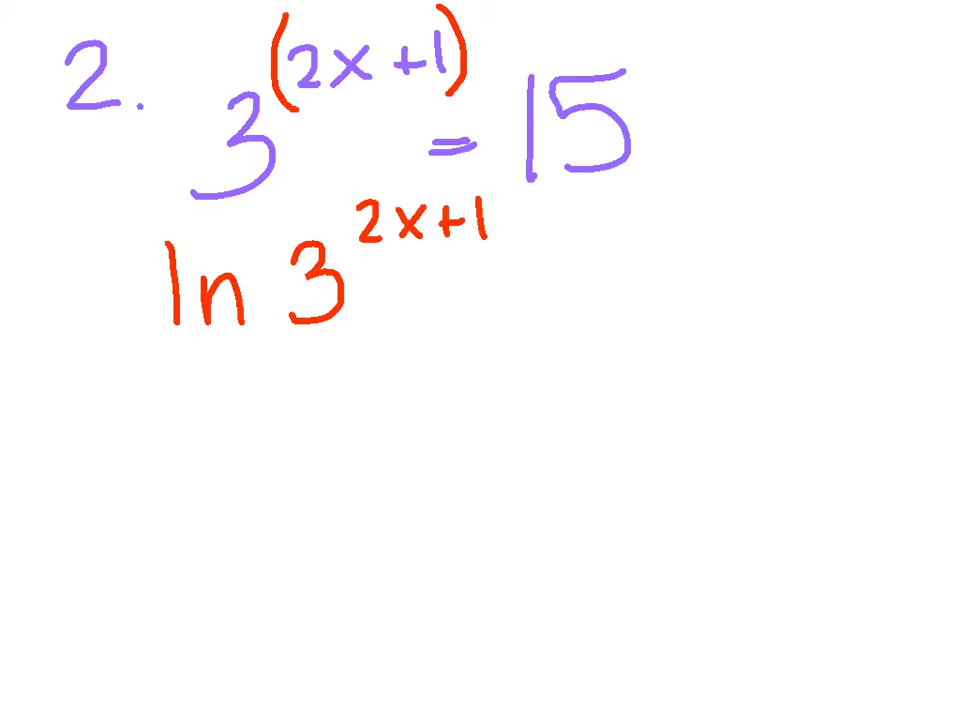 2. 3^(2x+1) = 15
ln 3^2x+1